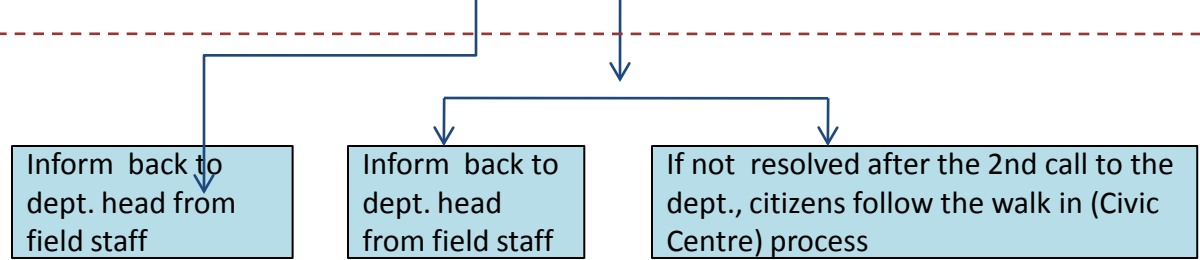 Inform back to
dept. head from
field staff
Inform back to
dept. head
from field staff
If not resolved after the 2nd call to the
dept., citizens follow the walk in (Civic
Centre) process